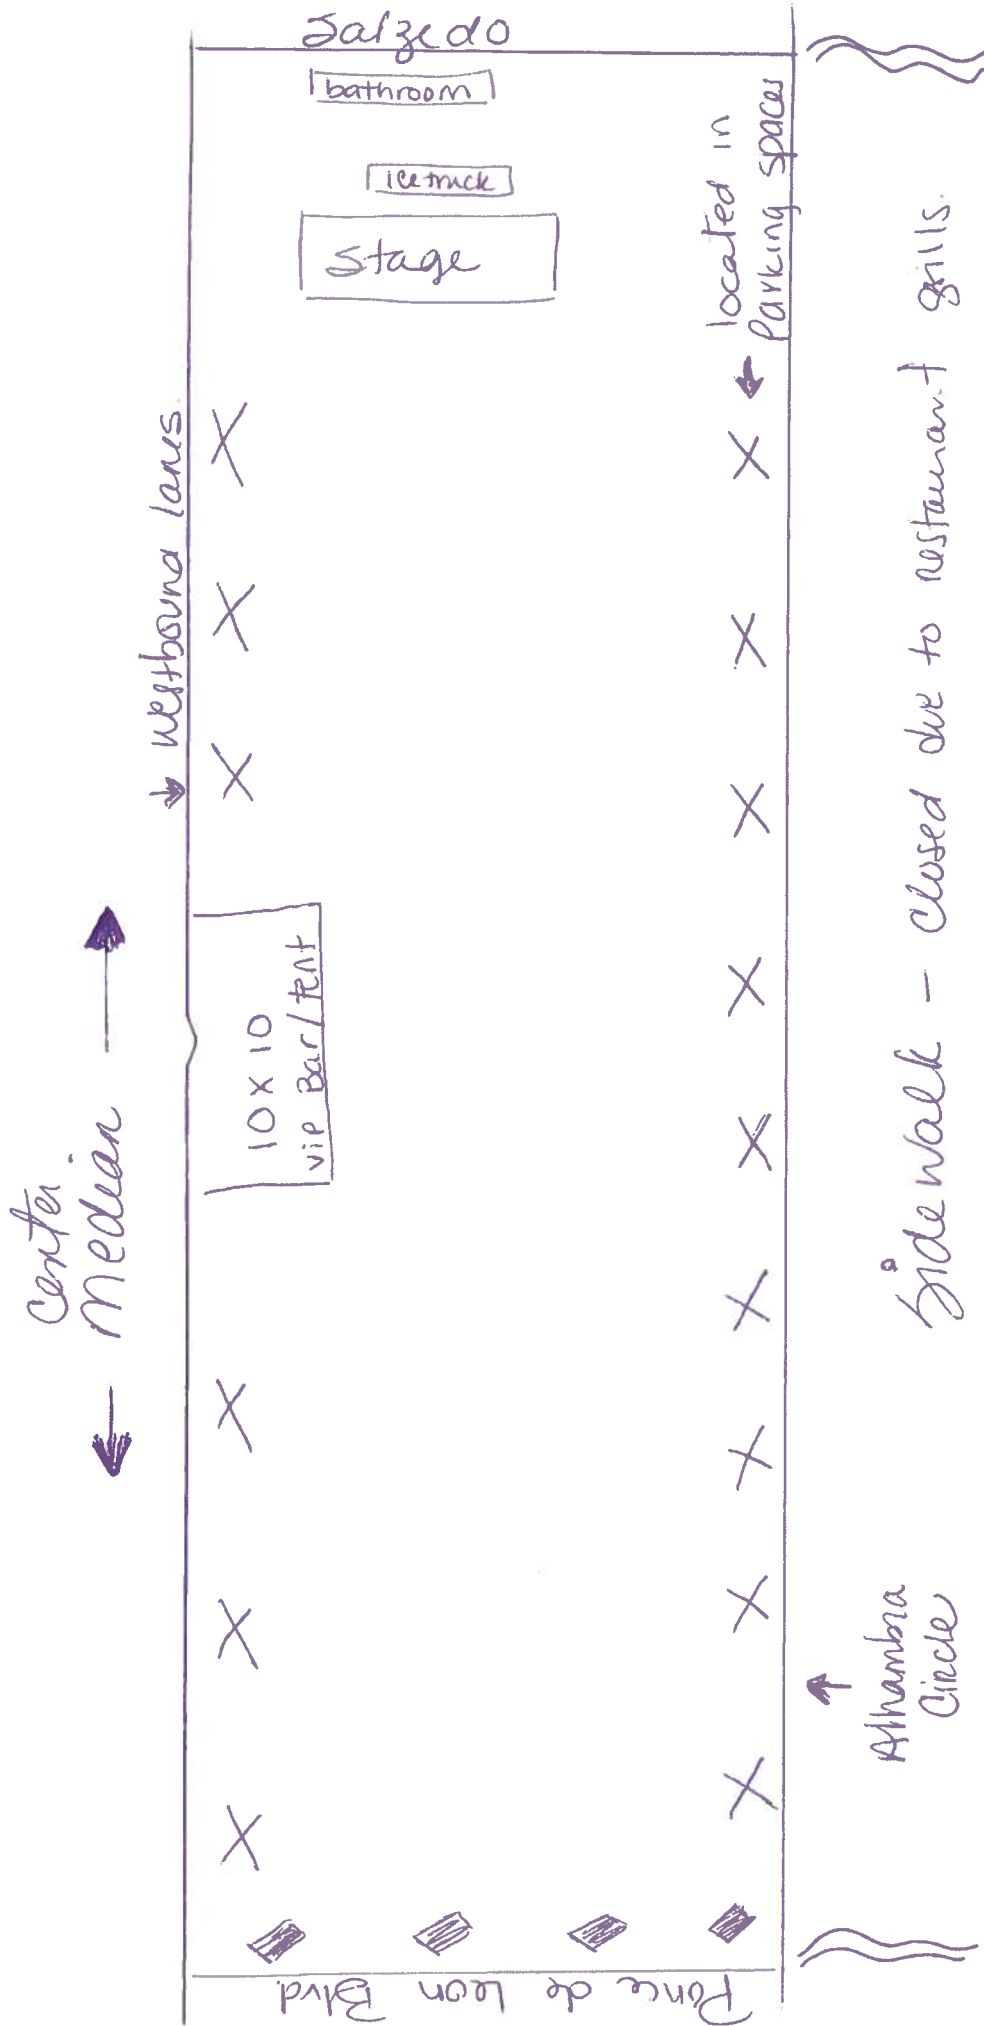 Salzedo
bathroom
ice truck
Stage
located in
Parking spaces
westbound lanes.
10 x 10
VIP Bar/tent
center
Median
Sidewalk - closed due to restaurant grills.
Alhambra
Circle
Ponce de Leon Blvd.